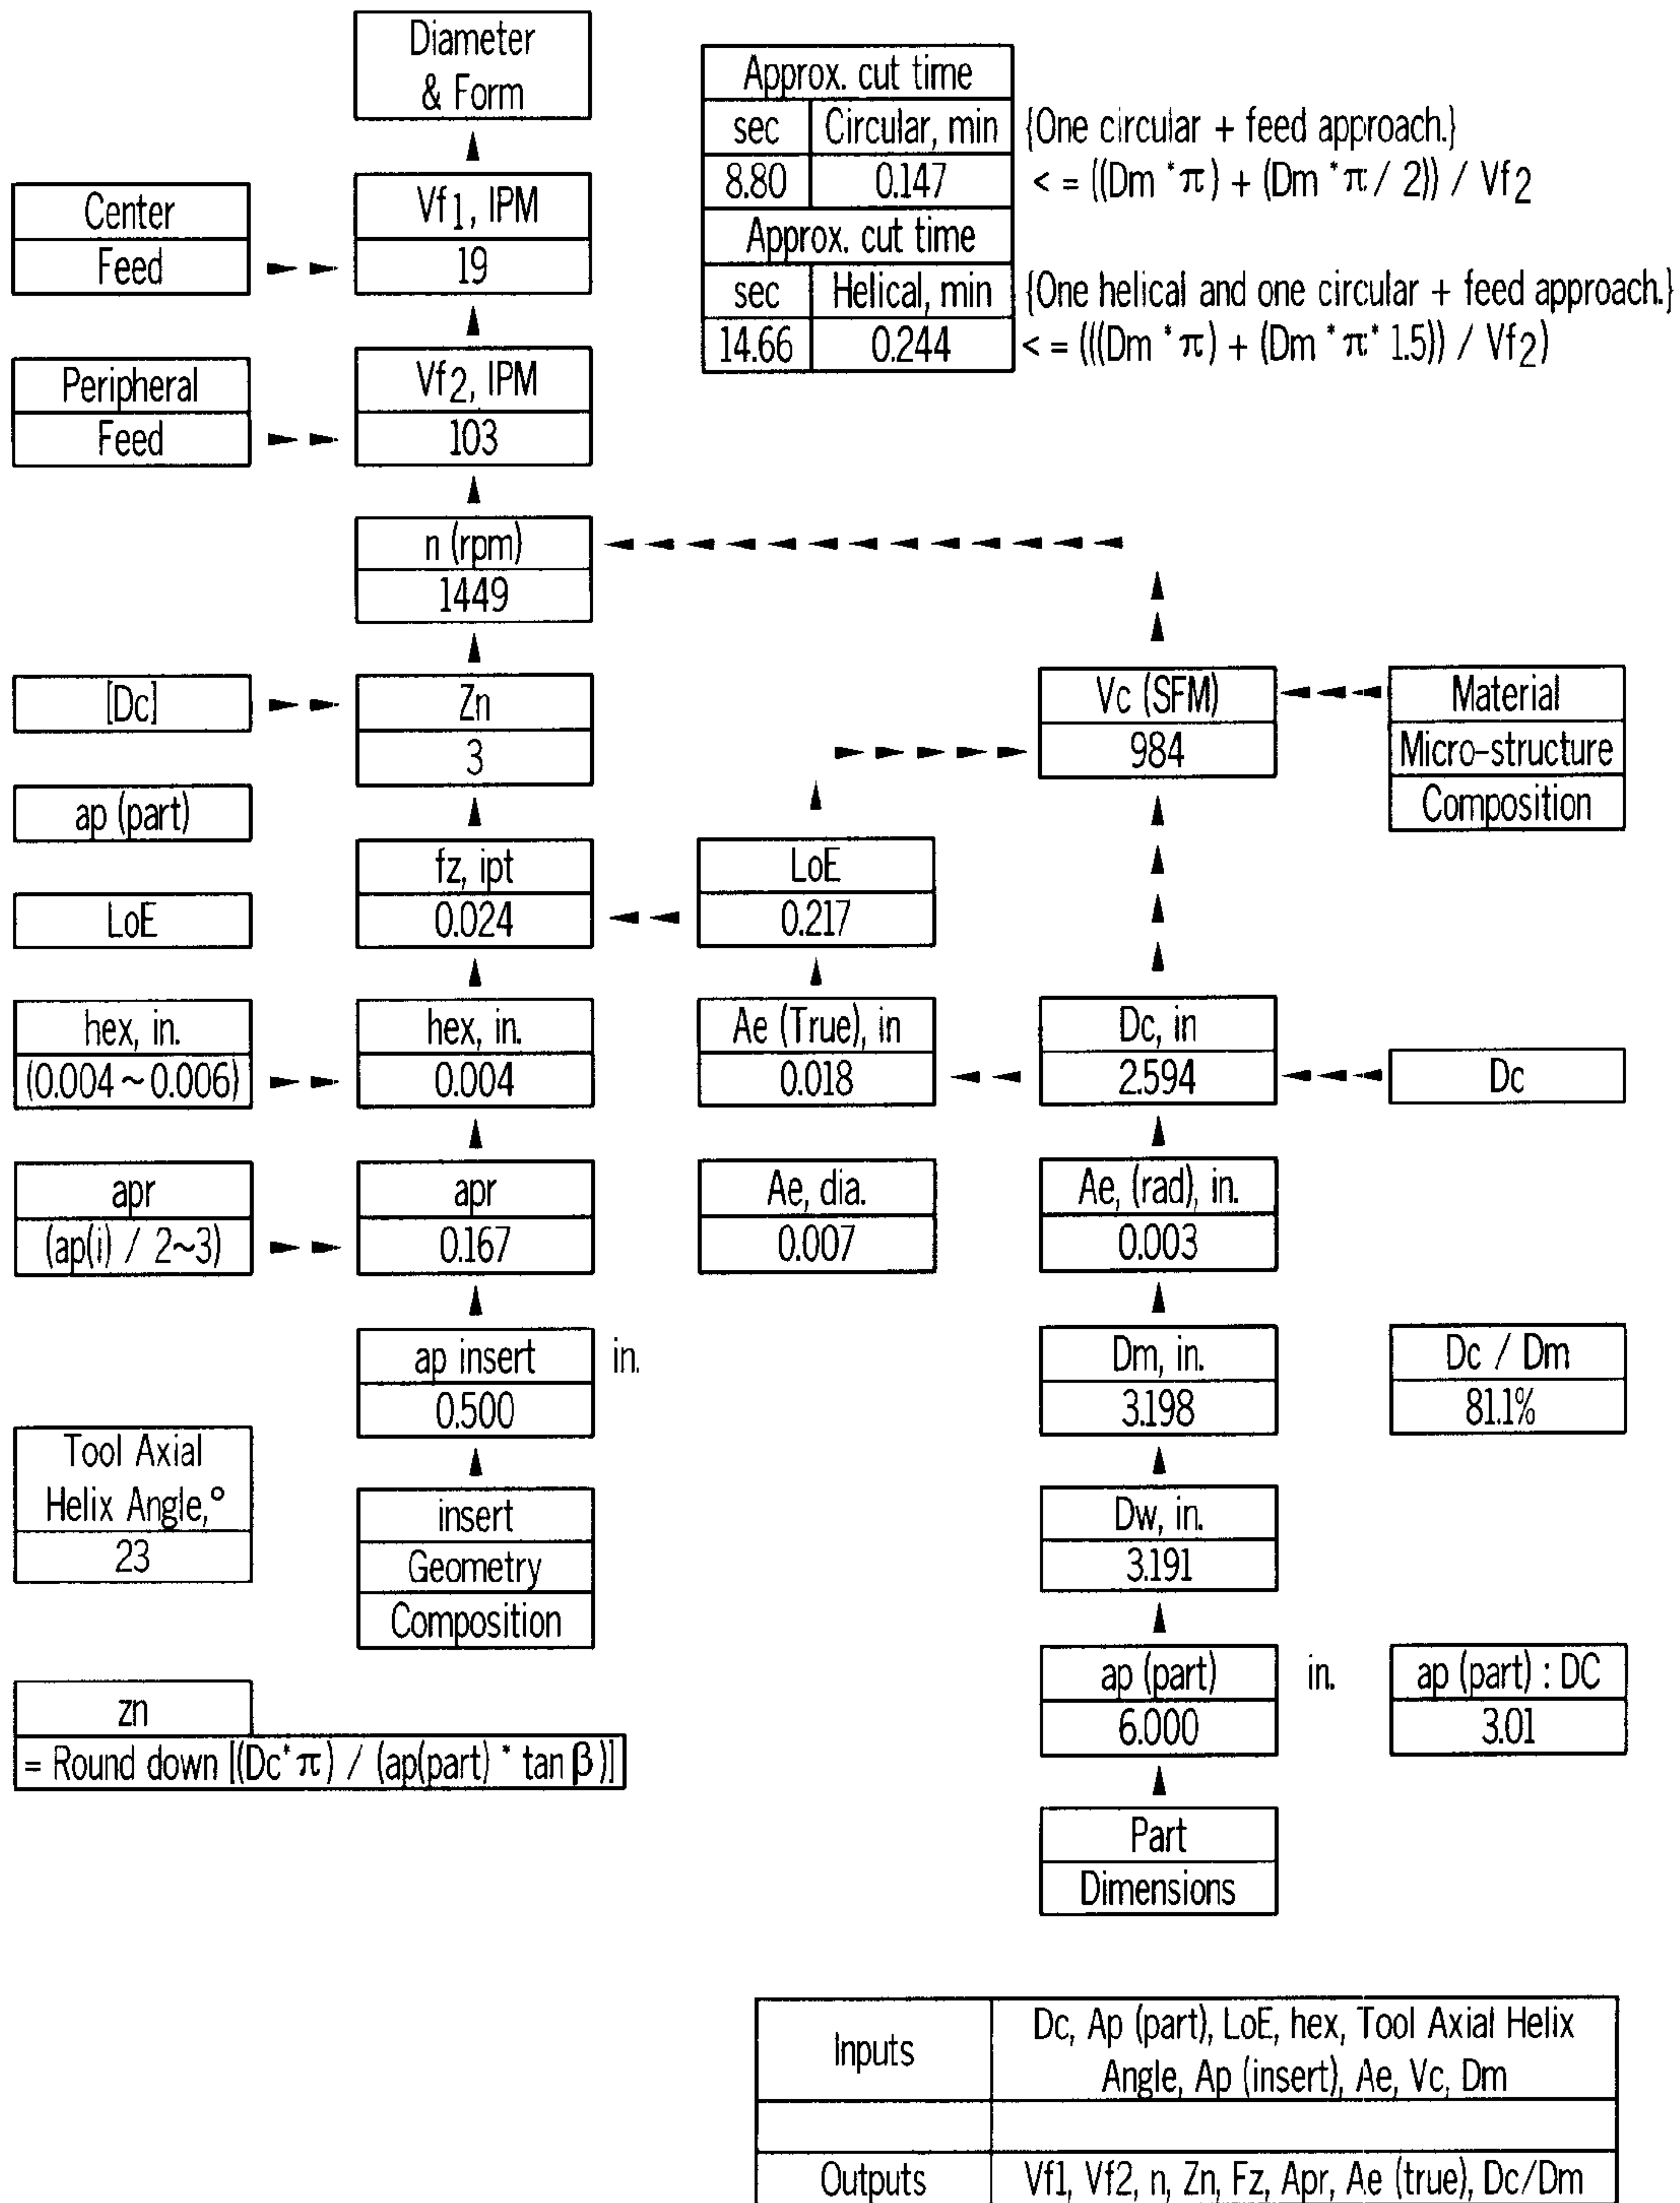 Diameter
& Form
Approx. cut time
sec Circular, min {One circular + feed approach.}
8.80 0.147 < = ((Dm * π) + (Dm * π / 2)) / Vf2
Approx. cut time
sec Helical, min {One helical and one circular + feed approach.}
14.66 0.244 < = (((Dm * π) + (Dm * π * 1.5)) / Vf2)
Center
Feed
Vf1, IPM
19
Peripheral
Feed
Vf2, IPM
103
n (rpm)
1449
[Dc]
Zn
3
Vc (SFM)
984
Material
Micro-structure
Composition
ap (part)
LoE
fz, ipt
0.024
LoE
0.217
hex, in.
(0.004 ~ 0.006)
hex, in.
0.004
Ae (True), in
0.018
Dc, in
2.594
Dc
apr
(ap(i) / 2~3)
apr
0.167
Ae, dia.
0.007
Ae, (rad), in.
0.003
ap insert in.
0.500
Dm, in.
3.198
Dc / Dm
81.1%
Tool Axial
Helix Angle,°
23
insert
Geometry
Composition
Dw, in.
3.191
ap (part) in.
6.000
ap (part) : DC
3.01
zn
= Round down [(Dc * π) / (ap(part) * tan β)]
Part
Dimensions
Inputs Dc, Ap (part), LoE, hex, Tool Axial Helix
Angle, Ap (insert), Ae, Vc, Dm
Outputs Vf1, Vf2, n, Zn, Fz, Apr, Ae (true), Dc/Dm